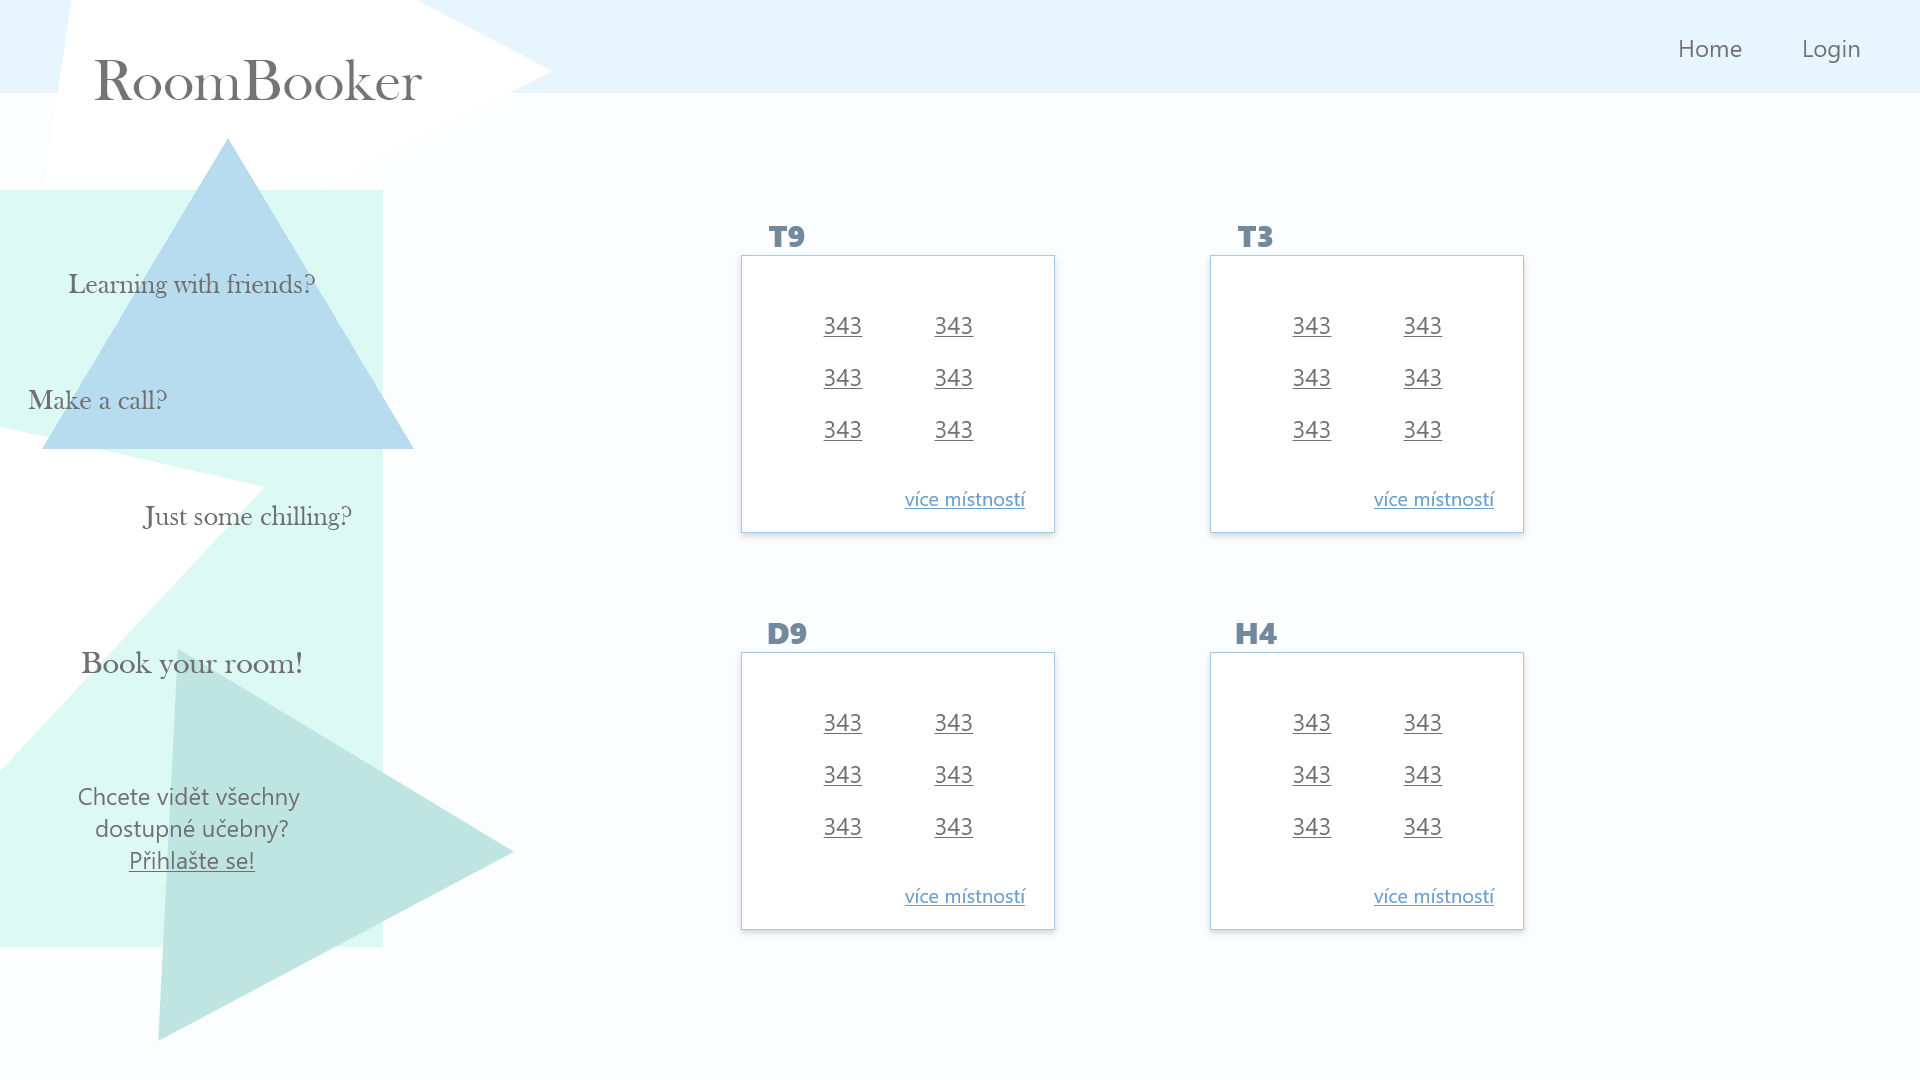 RoomBooker
Home
Login
Learning with friends?
Make a call?
Just some chilling?
Book your room!
Chcete vidět všechny
dostupné učebny?
Přihlašte se!
T9
343 343
343 343
343 343
více místností
T3
343 343
343 343
343 343
více místností
D9
343 343
343 343
343 343
více místností
H4
343 343
343 343
343 343
více místností